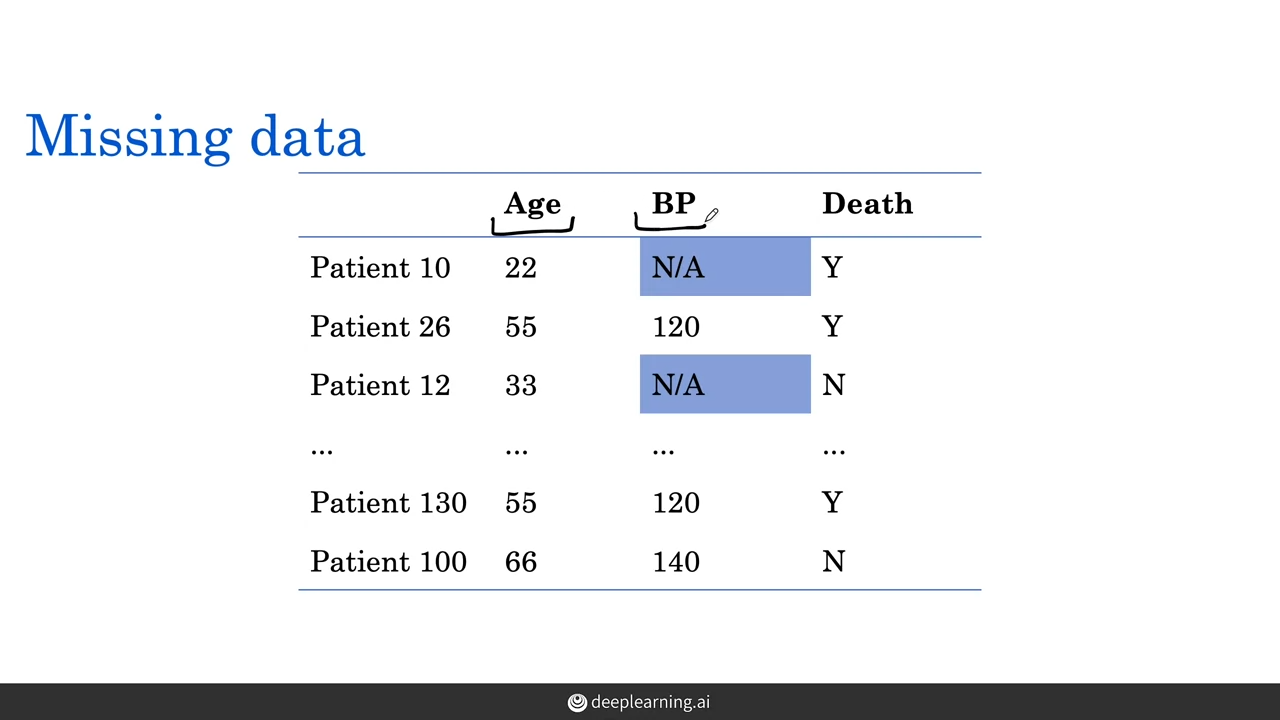 Missing data
Age BP Death
Patient 10 22 N/A Y
Patient 26 55 120 Y
Patient 12 33 N/A N
... ... ... ...
Patient 130 55 120 Y
Patient 100 66 140 N
deeplearning.ai